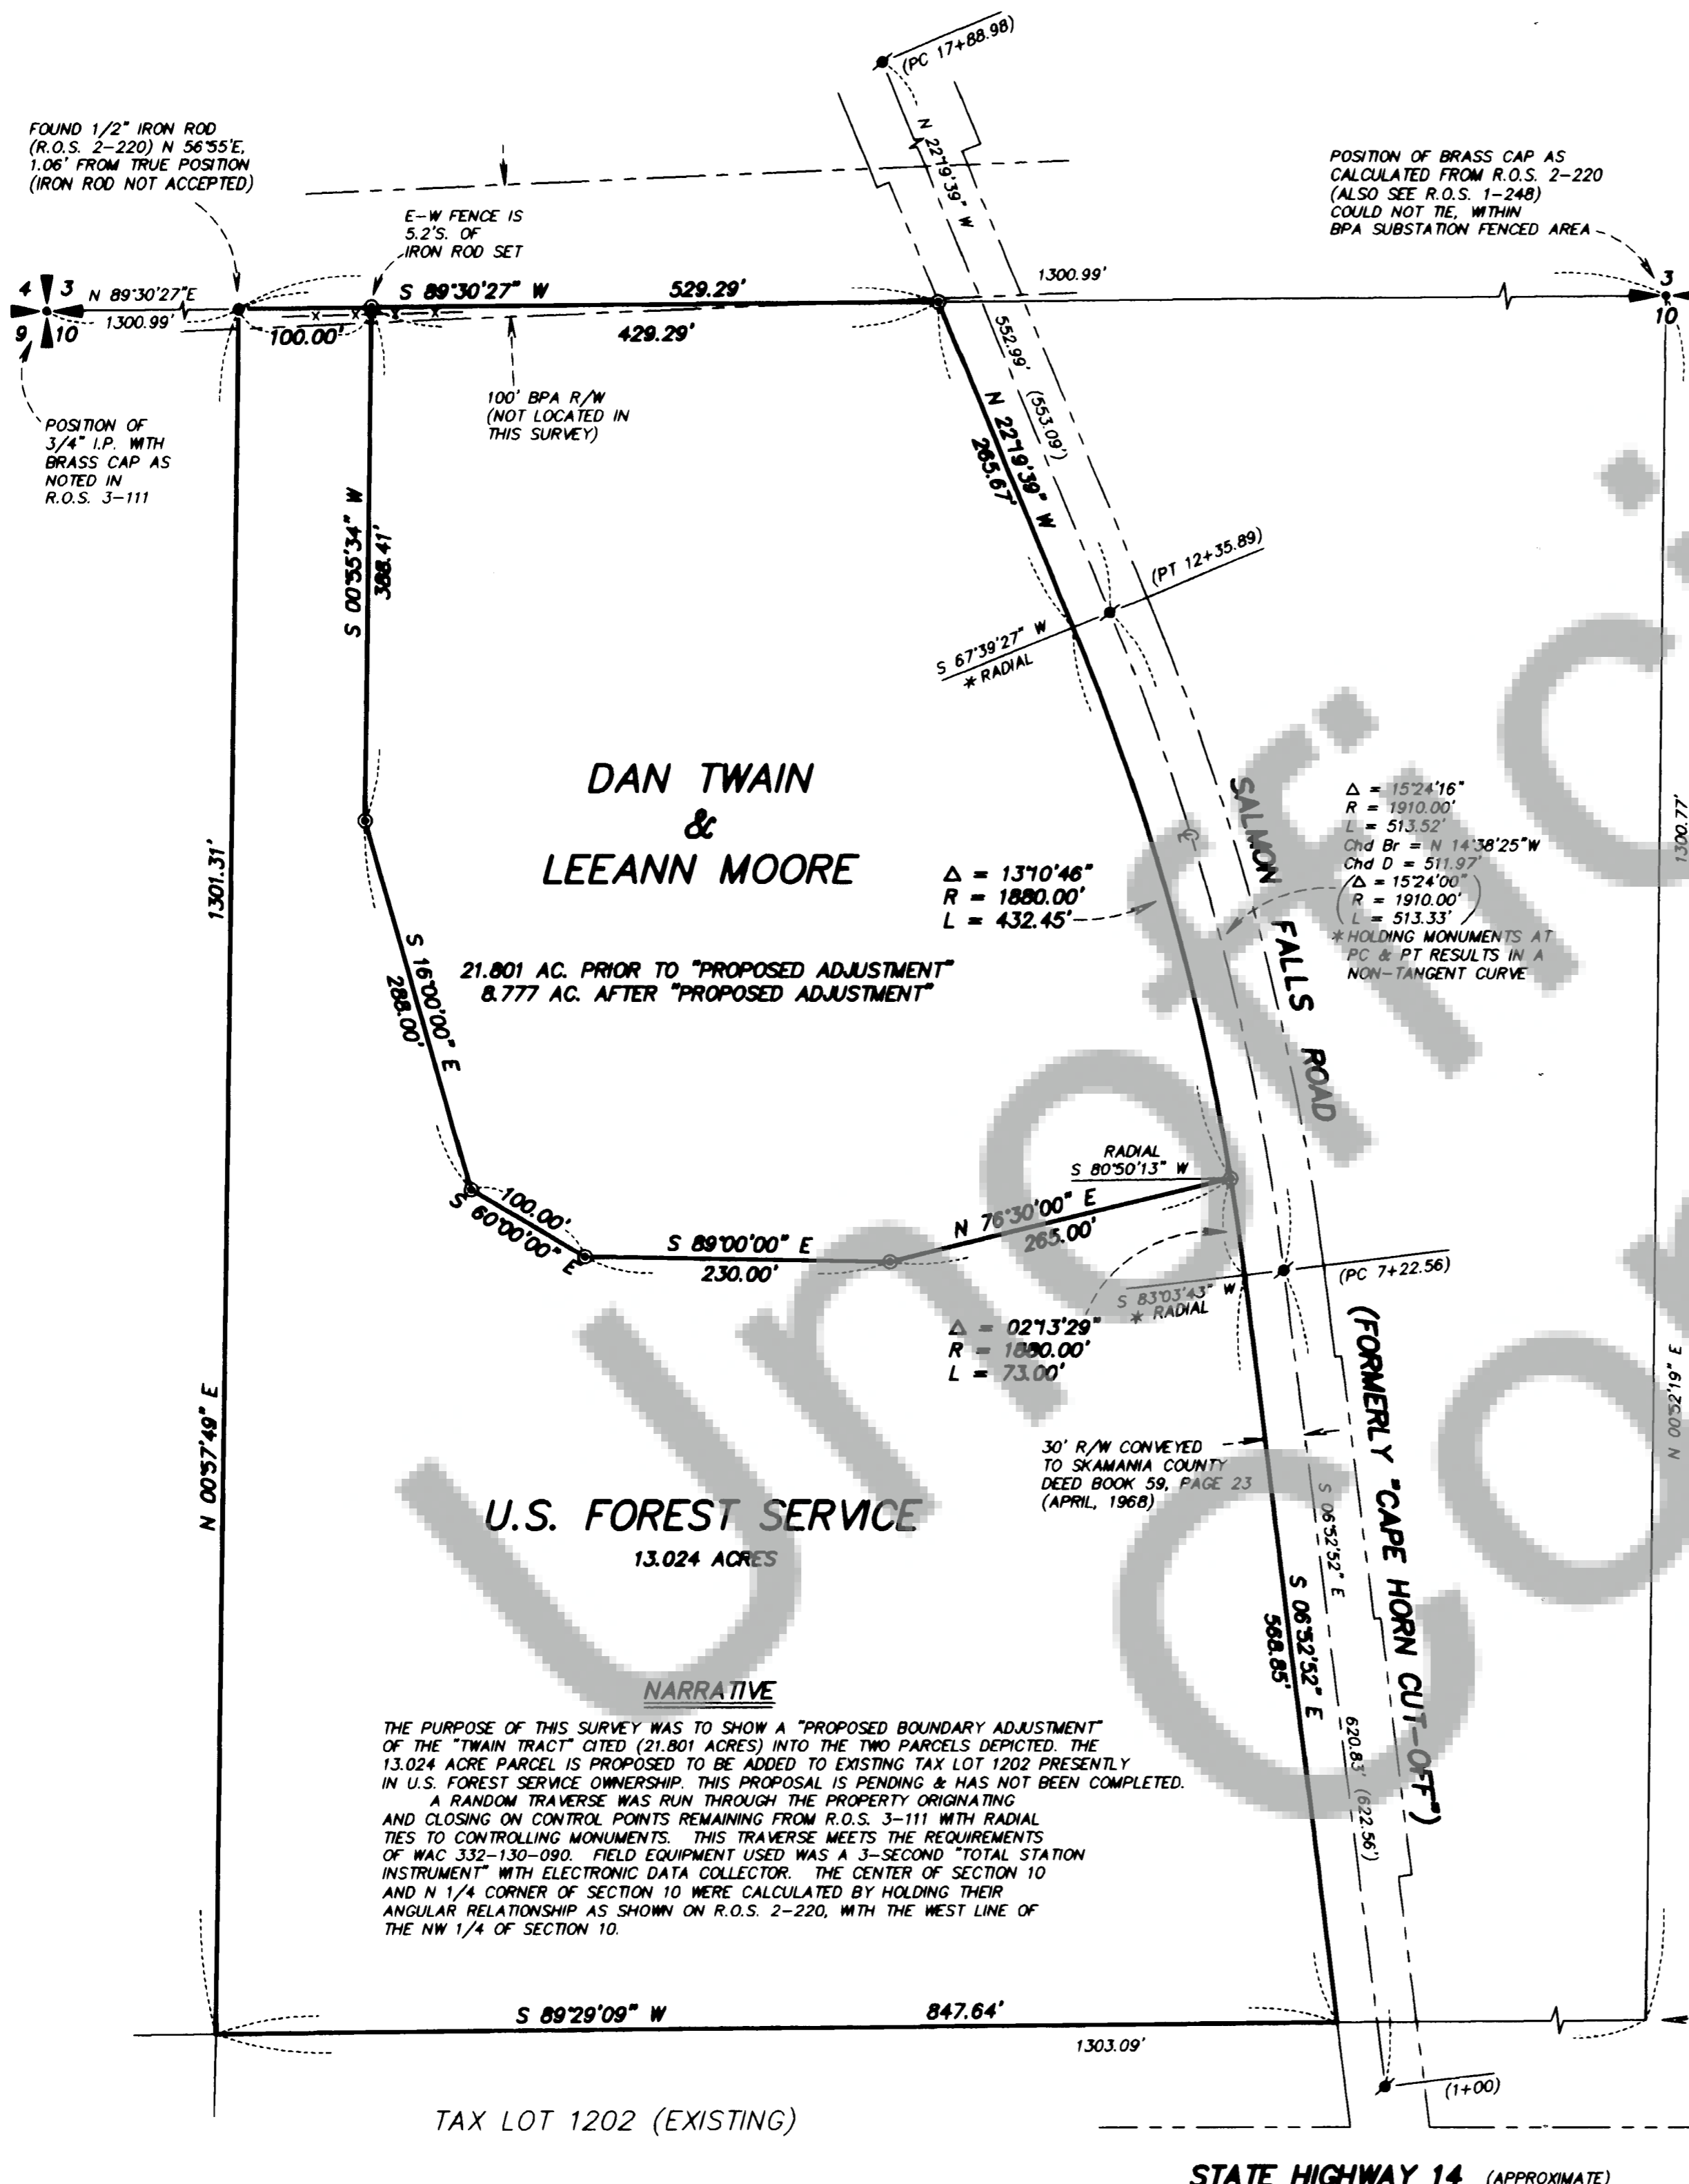 (PC 17+88.98)
FOUND 1/2" IRON ROD
(R.O.S. 2-220) N 56°55'E,
1.06' FROM TRUE POSITION
(IRON ROD NOT ACCEPTED)
N 22°19'39" W
POSITION OF BRASS CAP AS
CALCULATED FROM R.O.S. 2-220
(ALSO SEE R.O.S. 1-248)
COULD NOT TIE, WITHIN
BPA SUBSTATION FENCED AREA
E-W FENCE IS
5.2'S. OF
IRON ROD SET
4 3
9 10
N 89°30'27"E
1300.99'
S 89°30'27" W 529.29'
1300.99'
3
10
100.00'
429.29'
100' BPA R/W
(NOT LOCATED IN
THIS SURVEY)
POSITION OF
3/4" I.P. WITH
BRASS CAP AS
NOTED IN
R.O.S. 3-111
552.99' (553.09')
N 22°19'39" W
265.67'
S 00°55'34" W
388.41'
(PT 12+35.89)
S 67°39'27" W
* RADIAL
DAN TWAIN
&
LEEANN MOORE
Δ = 13°10'46"
R = 1880.00'
L = 432.45'
Δ = 15°24'16"
R = 1910.00'
L = 513.52'
Chd Br = N 14°38'25"W
Chd D = 511.97'
Δ = 15°24'00"
R = 1910.00'
L = 513.33'
* HOLDING MONUMENTS AT
PC & PT RESULTS IN A
NON-TANGENT CURVE
1301.31'
1300.77'
SALMON FALLS ROAD
21.801 AC. PRIOR TO "PROPOSED ADJUSTMENT"
8.777 AC. AFTER "PROPOSED ADJUSTMENT"
S 16°00'00" E
288.00'
RADIAL
S 80°50'13" W
100.00'
S 60°00'00" E
S 89°00'00" E
230.00'
N 76°30'00" E
265.00'
(PC 7+22.56)
S 83°03'43" W
* RADIAL
Δ = 02°13'29"
R = 1880.00'
L = 73.00'
N 00°57'49" E
N 00°52'19" E
(FORMERLY "CAPE HORN CUT-OFF")
30' R/W CONVEYED
TO SKAMANIA COUNTY
DEED BOOK 59, PAGE 23
(APRIL, 1968)
S 06°52'52" E
620.83' (622.56')
S 06°52'52" E
568.85'
U.S. FOREST SERVICE
13.024 ACRES
NARRATIVE
THE PURPOSE OF THIS SURVEY WAS TO SHOW A "PROPOSED BOUNDARY ADJUSTMENT"
OF THE "TWAIN TRACT" CITED (21.801 ACRES) INTO THE TWO PARCELS DEPICTED. THE
13.024 ACRE PARCEL IS PROPOSED TO BE ADDED TO EXISTING TAX LOT 1202 PRESENTLY
IN U.S. FOREST SERVICE OWNERSHIP. THIS PROPOSAL IS PENDING & HAS NOT BEEN COMPLETED.
A RANDOM TRAVERSE WAS RUN THROUGH THE PROPERTY ORIGINATING
AND CLOSING ON CONTROL POINTS REMAINING FROM R.O.S. 3-111 WITH RADIAL
TIES TO CONTROLLING MONUMENTS. THIS TRAVERSE MEETS THE REQUIREMENTS
OF WAC 332-130-090. FIELD EQUIPMENT USED WAS A 3-SECOND "TOTAL STATION
INSTRUMENT" WITH ELECTRONIC DATA COLLECTOR. THE CENTER OF SECTION 10
AND N 1/4 CORNER OF SECTION 10 WERE CALCULATED BY HOLDING THEIR
ANGULAR RELATIONSHIP AS SHOWN ON R.O.S. 2-220, WITH THE WEST LINE OF
THE NW 1/4 OF SECTION 10.
S 89°29'09" W 847.64'
1303.09'
(1+00)
TAX LOT 1202 (EXISTING)
STATE HIGHWAY 14 (APPROXIMATE)